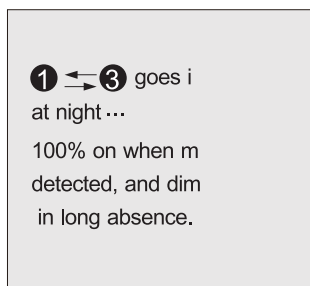 ❶ ⇄ ❸ goes i
at night ···
100% on when m
detected, and dim
in long absence.